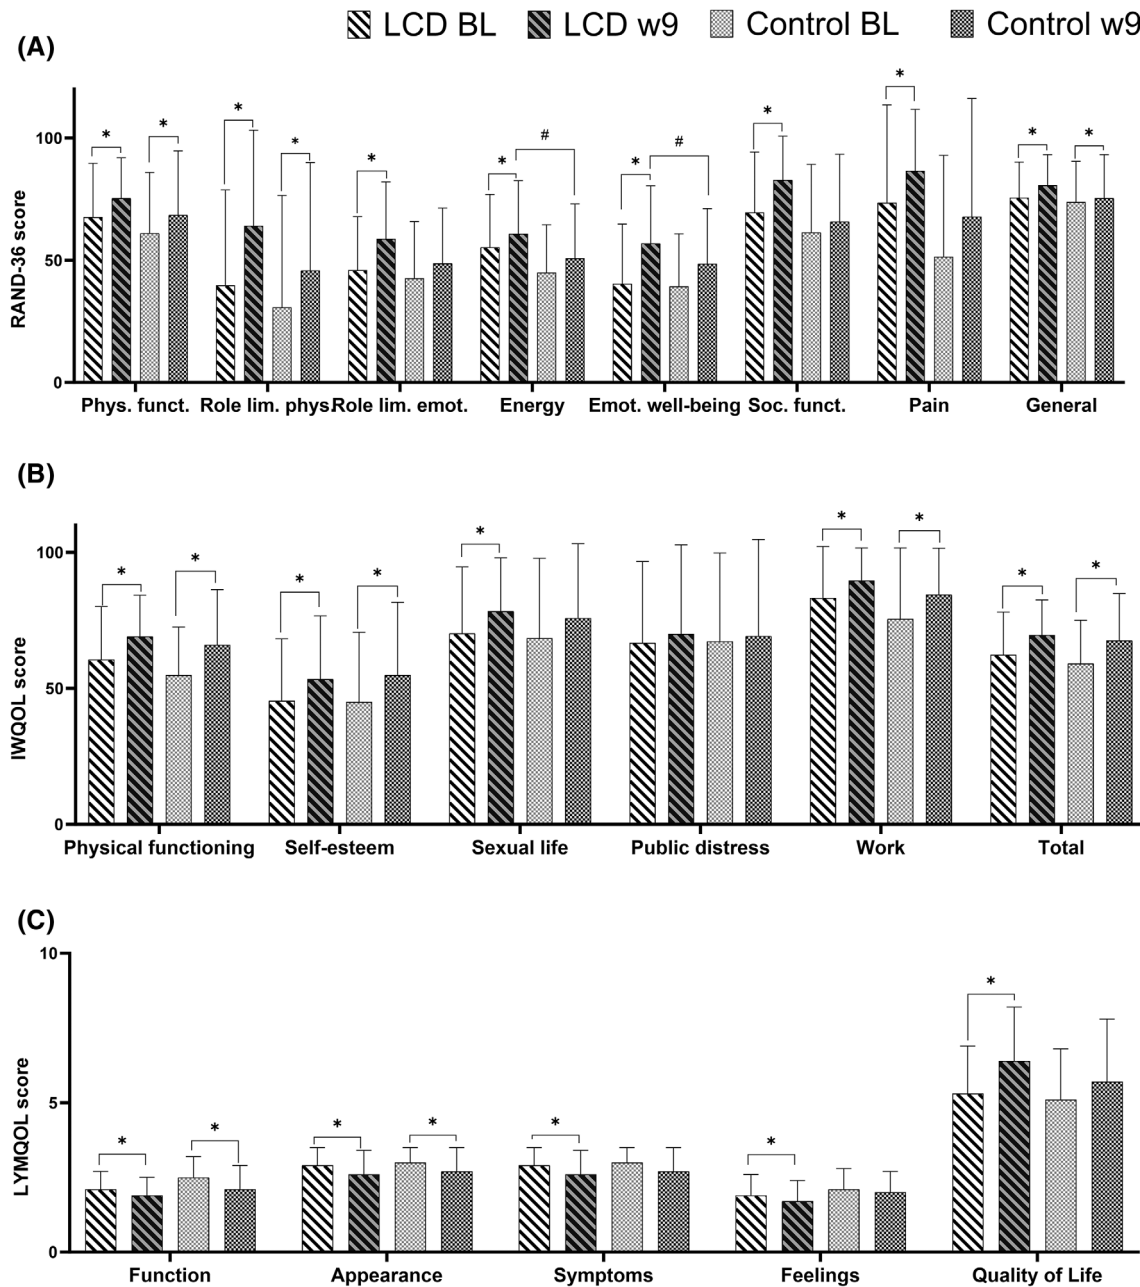 LCD BL LCD w9 Control BL Control w9
(A)
* * * * * * # * # * * * *
100
50
0
RAND-36 score
Phys. funct. Role lim. phys. Role lim. emot. Energy Emot. well-being Soc. funct. Pain General
(B)
* * * * * * * * *
100
50
0
IWQOL score
Physical functioning Self-esteem Sexual life Public distress Work Total
(C)
* * * * * * *
10
5
0
LYMQOL score
Function Appearance Symptoms Feelings Quality of Life